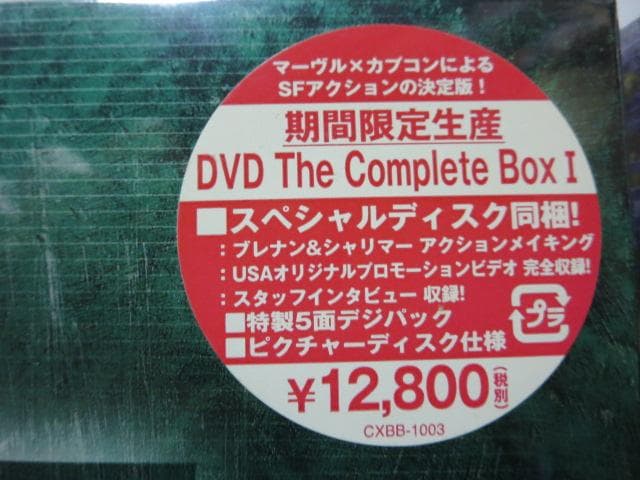 マーヴル×カプコンによる
SFアクションの決定版!
期間限定生産
DVD The Complete Box I
■スペシャルディスク同梱!
:ブレナン&シャリマー アクションメイキング
:USAオリジナルプロモーションビデオ 完全収録!
:スタッフインタビュー 収録!
■特製5面デジパック
■ピクチャーディスク仕様
プラ
¥12,800(税別)
CXBB-1003